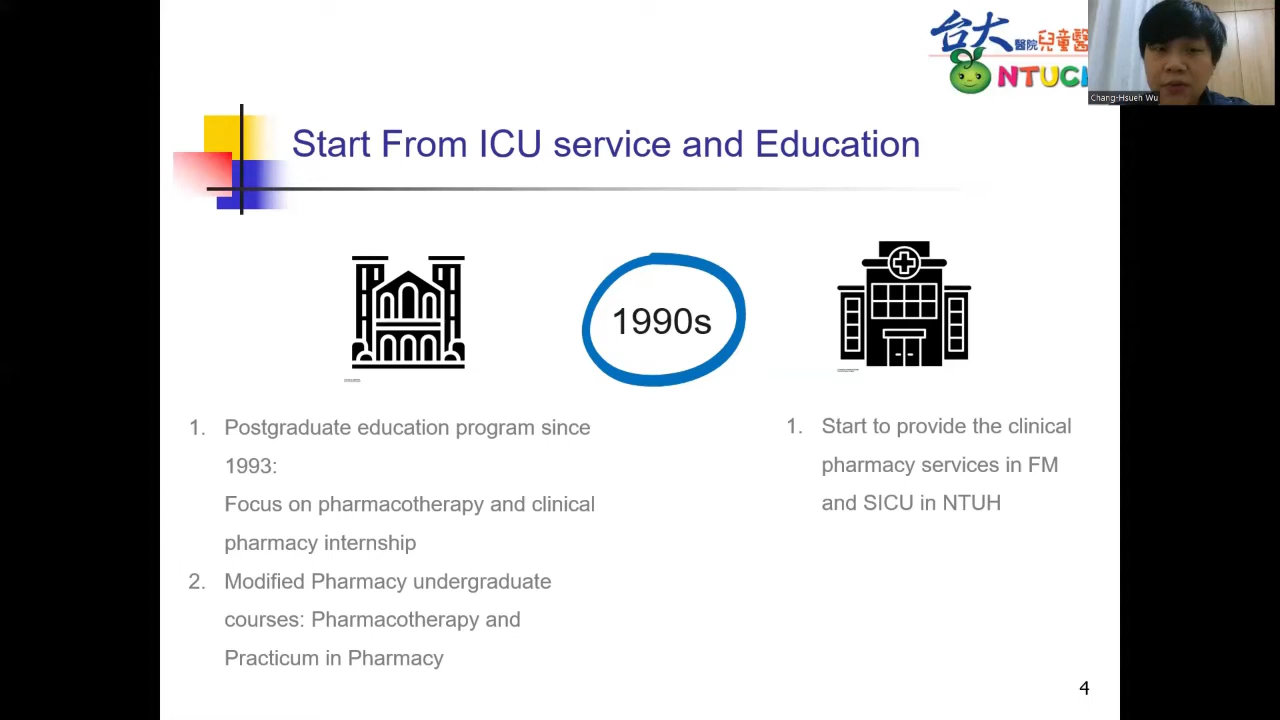 台大
醫院兒童醫
NTUCH
Chang-Hsueh Wu
Start From ICU service and Education
1990s
1. Postgraduate education program since
1993:
Focus on pharmacotherapy and clinical
pharmacy internship
2. Modified Pharmacy undergraduate
courses: Pharmacotherapy and
Practicum in Pharmacy
1. Start to provide the clinical
pharmacy services in FM
and SICU in NTUH
4